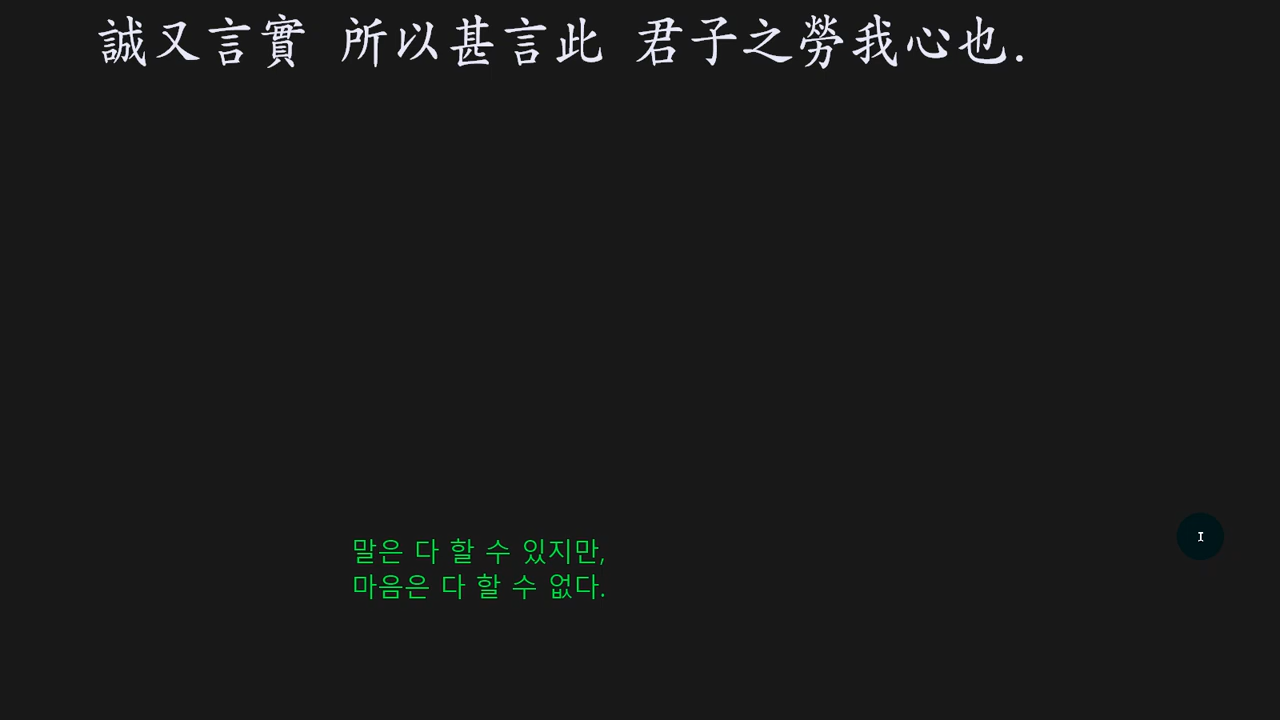 誠又言實 所以甚言此 君子之勞我心也.
말은 다 할 수 있지만,
마음은 다 할 수 없다.